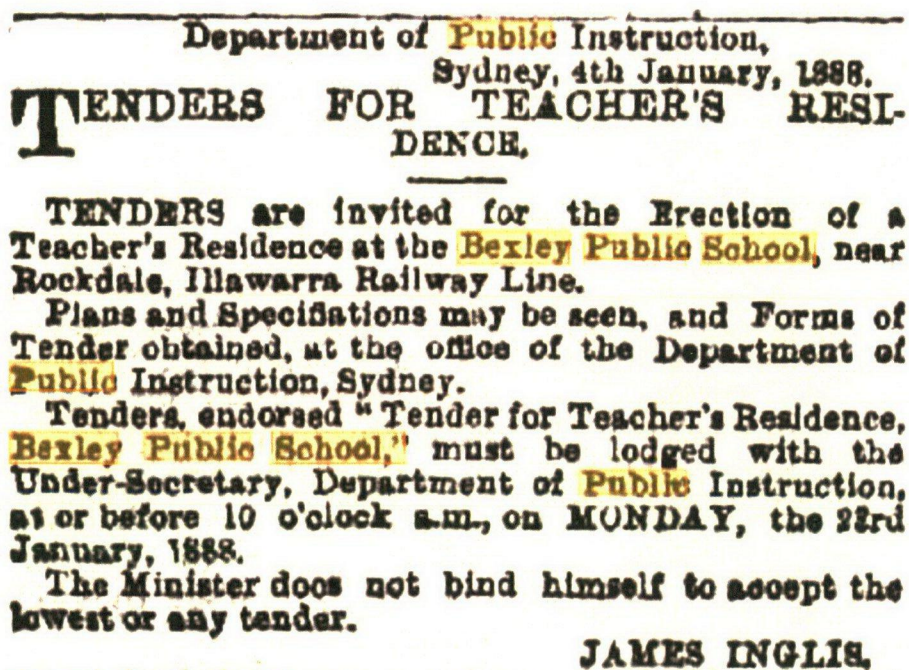 Department of Public Instruction,
Sydney, 4th January, 1888.
TENDERS FOR TEACHER'S RESI-
DENCE.
TENDERS are invited for the Erection of a
Teacher's Residence at the Bexley Public School, near
Rockdale, Illawarra Railway Line.
Plans and Specifications may be seen, and Forms of
Tender obtained, at the office of the Department of
Public Instruction, Sydney.
Tenders, endorsed "Tender for Teacher's Residence,
Bexley Public School," must be lodged with the
Under-Secretary, Department of Public Instruction,
at or before 10 o'clock a.m., on MONDAY, the 23rd
January, 1888.
The Minister does not bind himself to accept the
lowest or any tender.
JAMES INGLIS.